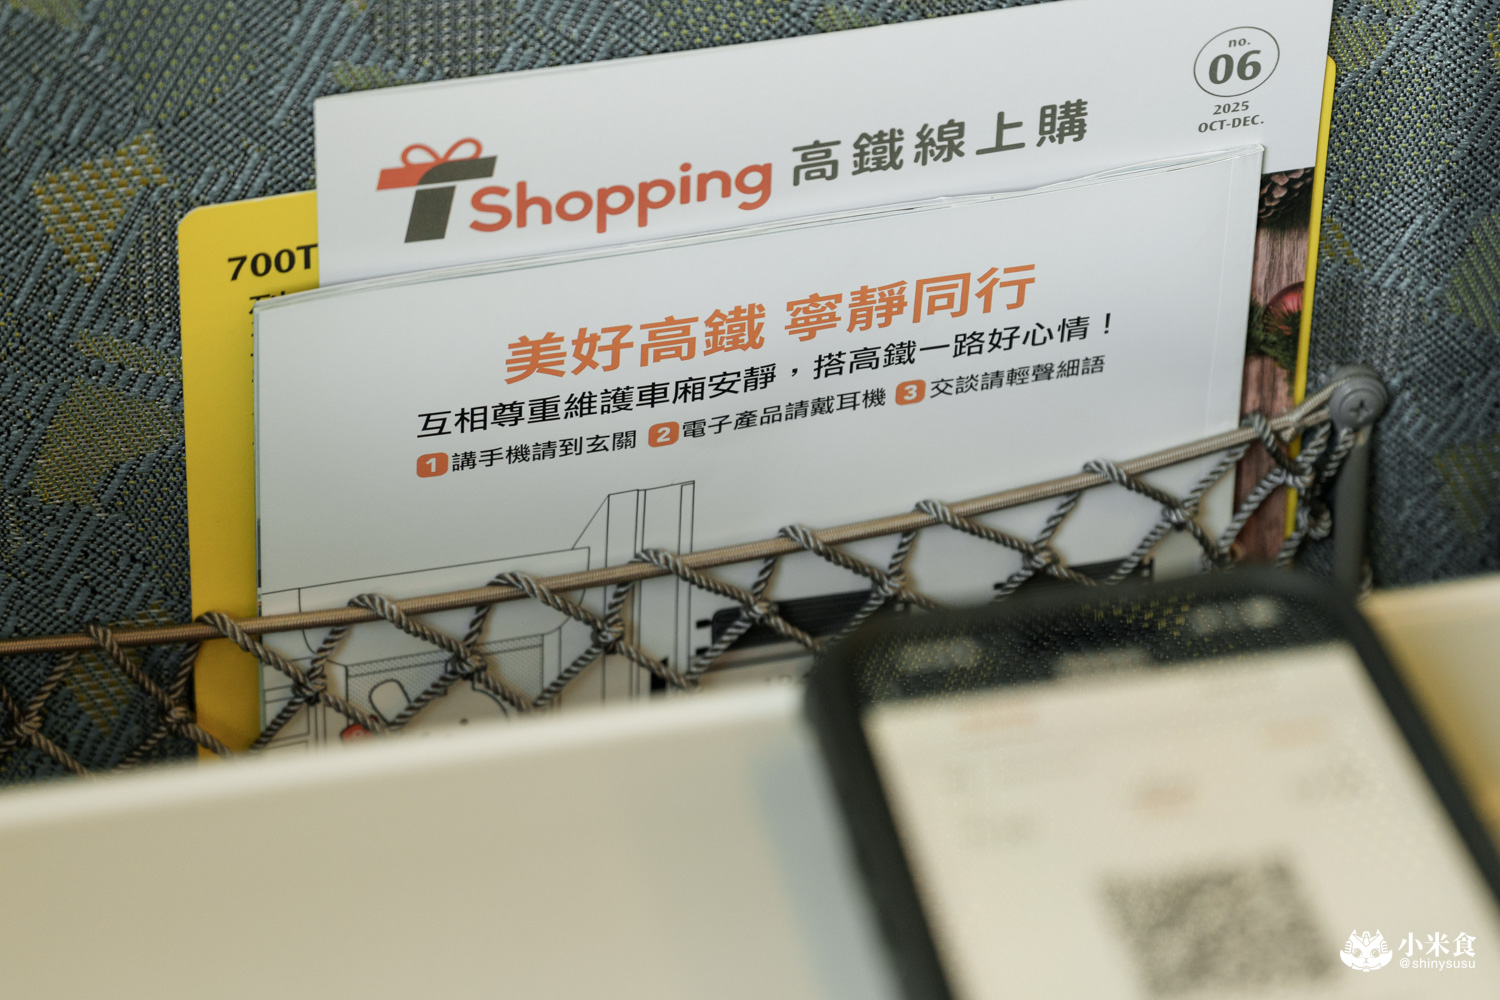 no.
06
2025
OCT-DEC.
T Shopping 高鐵線上購
700T
美好高鐵 寧靜同行
互相尊重維護車廂安靜，搭高鐵一路好心情！
1 講手機請到玄關 2 電子產品請戴耳機 3 交談請輕聲細語
小米食
@shinysusu